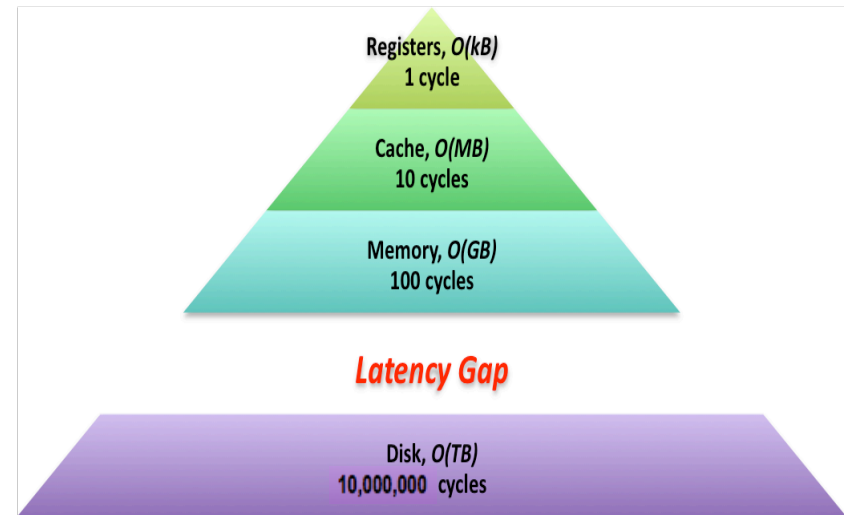 Registers, O(kB)
1 cycle
Cache, O(MB)
10 cycles
Memory, O(GB)
100 cycles
Latency Gap
Disk, O(TB)
10,000,000 cycles